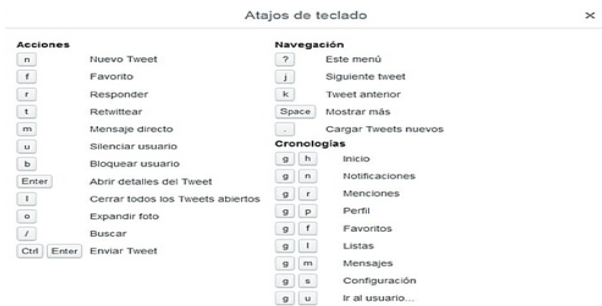 Atajos de teclado ×
Acciones
n Nuevo Tweet
f Favorito
r Responder
t Retwittear
m Mensaje directo
u Silenciar usuario
b Bloquear usuario
Enter Abrir detalles del Tweet
l Cerrar todos los Tweets abiertos
o Expandir foto
/ Buscar
Ctrl Enter Enviar Tweet
Navegación
? Este menú
j Siguiente tweet
k Tweet anterior
Space Mostrar más
. Cargar Tweets nuevos
Cronologías
g h Inicio
g n Notificaciones
g r Menciones
g p Perfil
g f Favoritos
g l Listas
g m Mensajes
g s Configuración
g u Ir al usuario...